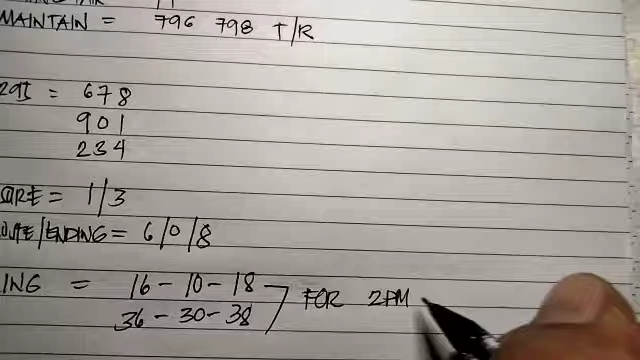 MAINTAIN = 796 798 T/R
= 678
901
234
= 1/3
/ENDING = 6/0/8
ING = 16 - 10 - 18
36 - 30 - 38
FOR 2PM